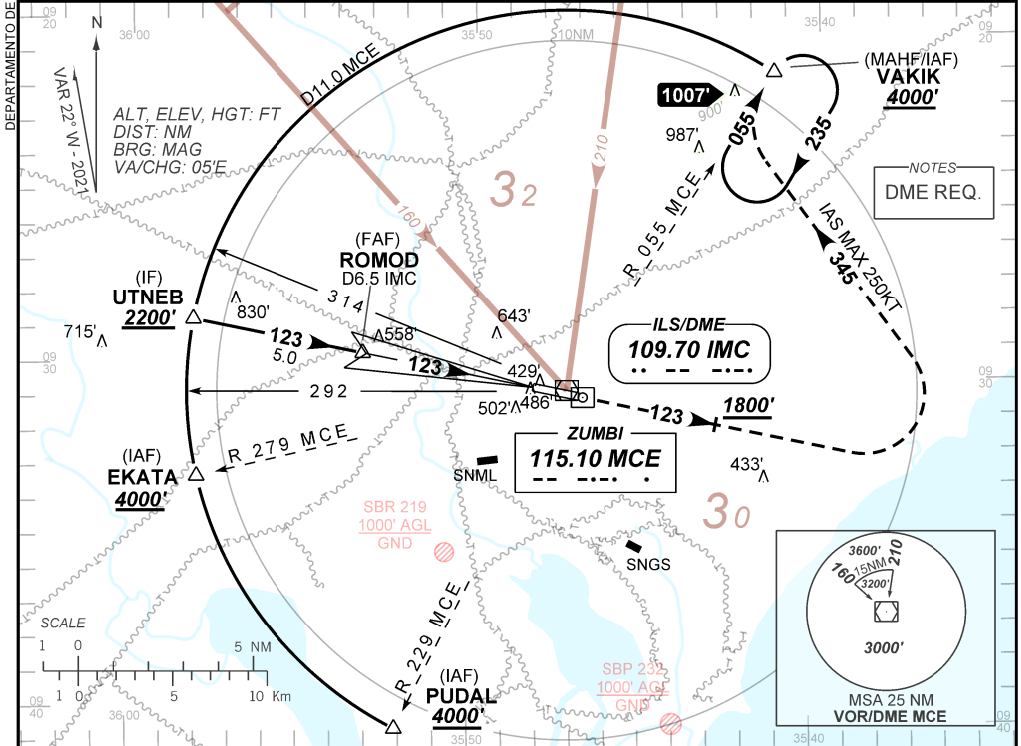 DEPARTAMENTO DE
09
20
36'00
35'50
10NM
35'40
09
20
N
VAR 22° W - 2021
ALT, ELEV, HGT: FT
DIST: NM
BRG: MAG
VA/CHG: 05'E
D11.0 MCE
(MAHF/IAF)
VAKIK
4000'
1007'
900'
987'
055
235
NOTES
DME REQ.
210
32
160
R 055 MCE
IAS MAX 250KT
345
(FAF)
ROMOD
D6.5 IMC
(IF)
UTNEB
2200'
314
830'
715'
123
5.0
558'
643'
123
429'
486'
502'
ILS/DME
109.70 IMC
09
30
09
30
292
123
1800'
ZUMBI
115.10 MCE
R 279 MCE
(IAF)
EKATA
4000'
SNML
433'
30
SBR 219
1000' AGL
GND
SNGS
3600'
15NM
160
210
3200'
3000'
MSA 25 NM
VOR/DME MCE
SCALE
1 0 5 NM
1 0 5 10 Km
R 229 MCE
(IAF)
PUDAL
4000'
SBP 232
1000' AGL
GND
09
40
36'00
35'50
35'40
09
40